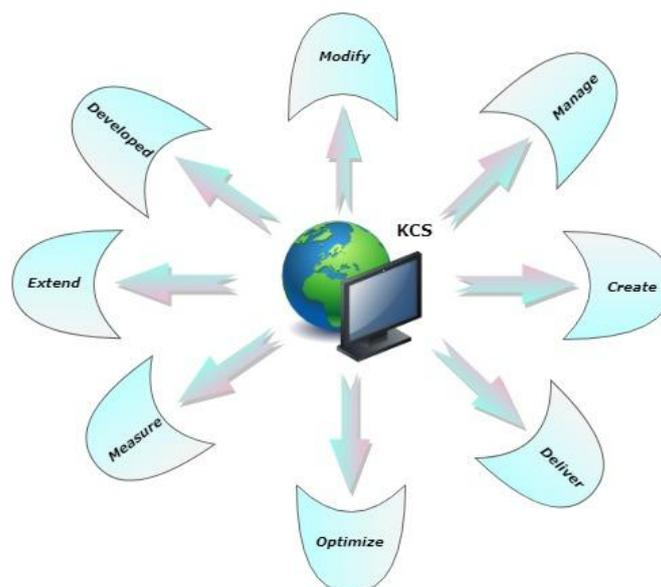 Modify
Developed
Manage
KCS
Extend
Create
Measure
Deliver
Optimize